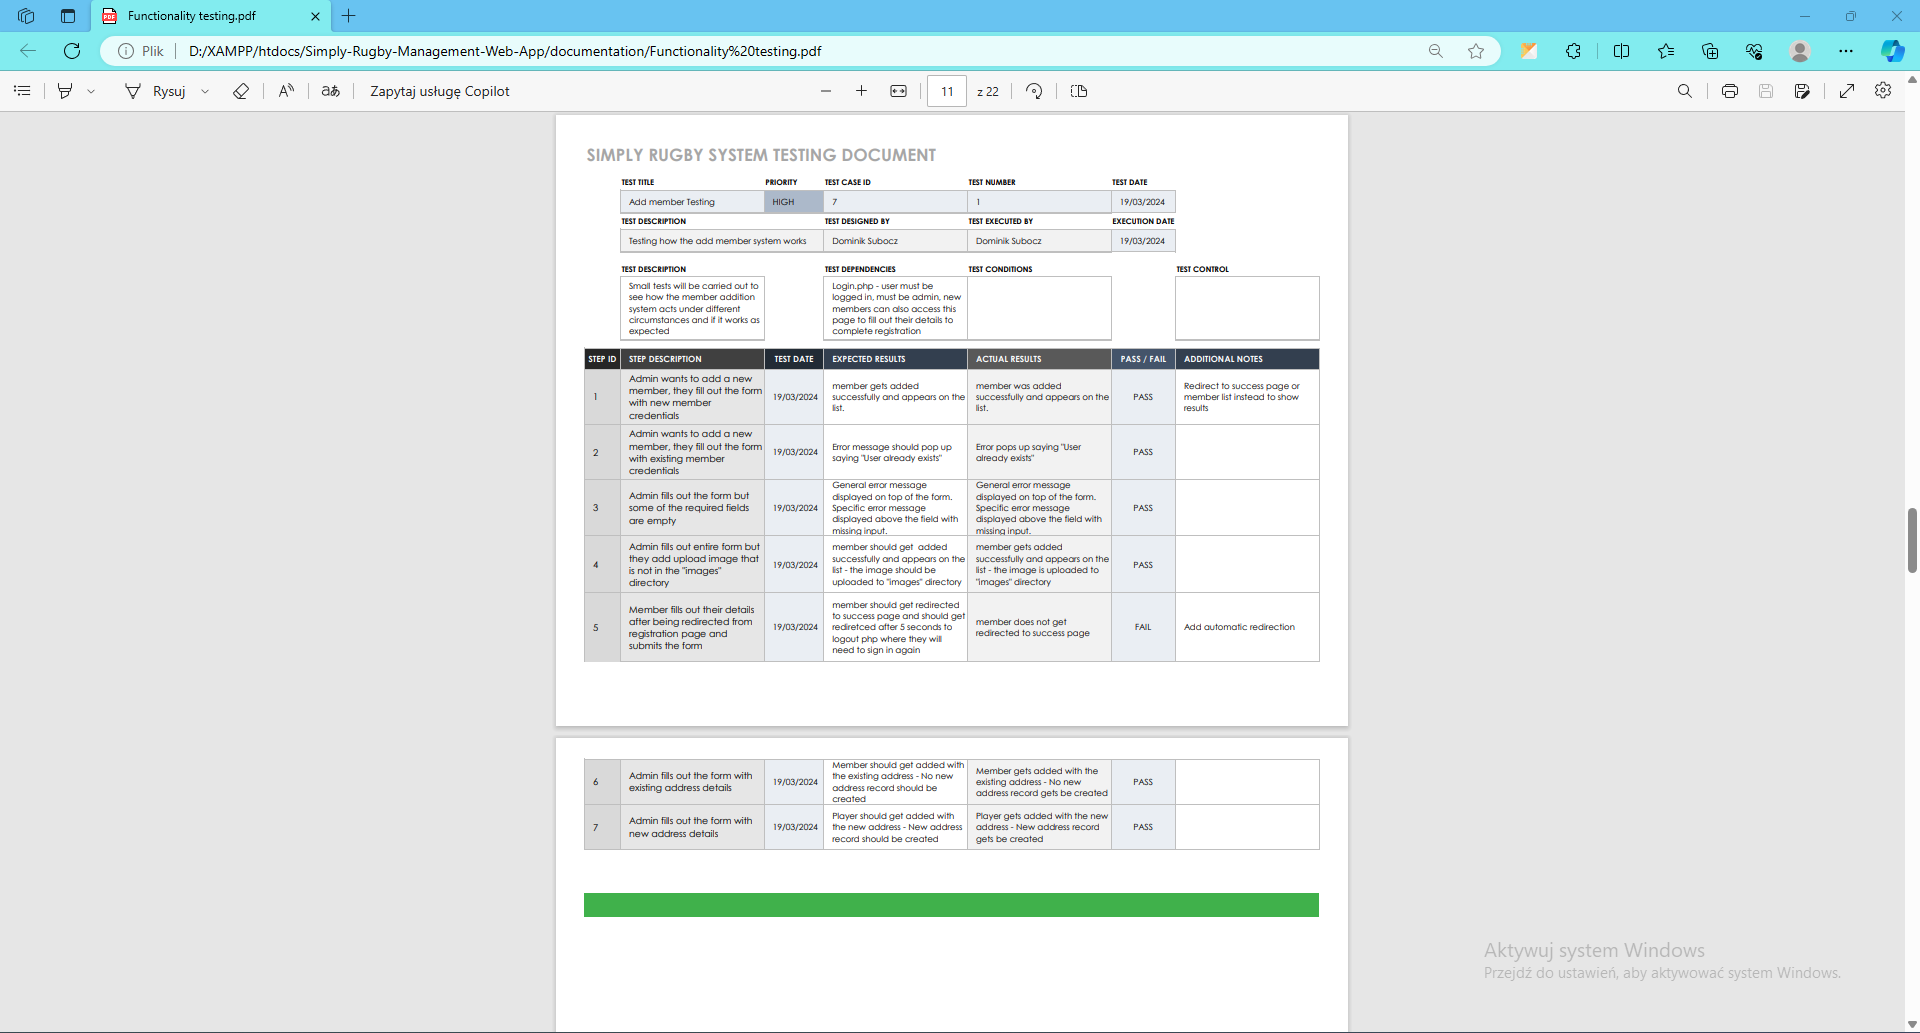 Functionality testing.pdf
Plik
D:/XAMPP/htdocs/Simply-Rugby-Management-Web-App/documentation/Functionality%20testing.pdf
Rysuj
aあ
Zapytaj usługę Copilot
11
z 22
SIMPLY RUGBY SYSTEM TESTING DOCUMENT
TEST TITLE
PRIORITY
TEST CASE ID
TEST NUMBER
TEST DATE
Add member Testing
HIGH
7
1
19/03/2024
TEST DESCRIPTION
TEST DESIGNED BY
TEST EXECUTED BY
EXECUTION DATE
Testing how the add member system works
Dominik Subocz
Dominik Subocz
19/03/2024
TEST DESCRIPTION
TEST DEPENDENCIES
TEST CONDITIONS
TEST CONTROL
Small tests will be carried out to
see how the member addition
system acts under different
circumstances and if it works as
expected
Login.php - user must be
logged in, must be admin, new
members can also access this
page to fill out their details to
complete registration
STEP ID
STEP DESCRIPTION
TEST DATE
EXPECTED RESULTS
ACTUAL RESULTS
PASS / FAIL
ADDITIONAL NOTES
1
Admin wants to add a new
member, they fill out the form
with new member
credentials
19/03/2024
member gets added
successfully and appears on the
list.
member was added
successfully and appears on the
list.
PASS
Redirect to success page or
member list instead to show
results
2
Admin wants to add a new
member, they fill out the form
with existing member
credentials
19/03/2024
Error message should pop up
saying "User already exists"
Error pops up saying "User
already exists"
PASS
3
Admin fills out the form but
some of the required fields
are empty
19/03/2024
General error message
displayed on top of the form.
Specific error message
displayed above the field with
missing input.
General error message
displayed on top of the form.
Specific error message
displayed above the field with
missing input.
PASS
4
Admin fills out entire form but
they add upload image that
is not in the "images"
directory
19/03/2024
member should get  added
successfully and appears on the
list - the image should be
uploaded to "images" directory
member gets added
successfully and appears on the
list - the image is uploaded to
"images" directory
PASS
5
Member fills out their details
after being redirected from
registration page and
submits the form
19/03/2024
member should get redirected
to success page and should get
rediretced after 5 seconds to
logout php where they will
need to sign in again
member does not get
redirected to success page
FAIL
Add automatic redirection
6
Admin fills out the form with
existing address details
19/03/2024
Member should get added with
the existing address - No new
address record should be
created
Member gets added with the
existing address - No new
address record gets be created
PASS
7
Admin fills out the form with
new address details
19/03/2024
Player should get added with
the new address - New address
record should be created
Player gets added with the new
address - New address record
gets be created
PASS
Aktywuj system Windows
Przejdź do ustawień, aby aktywować system Windows.